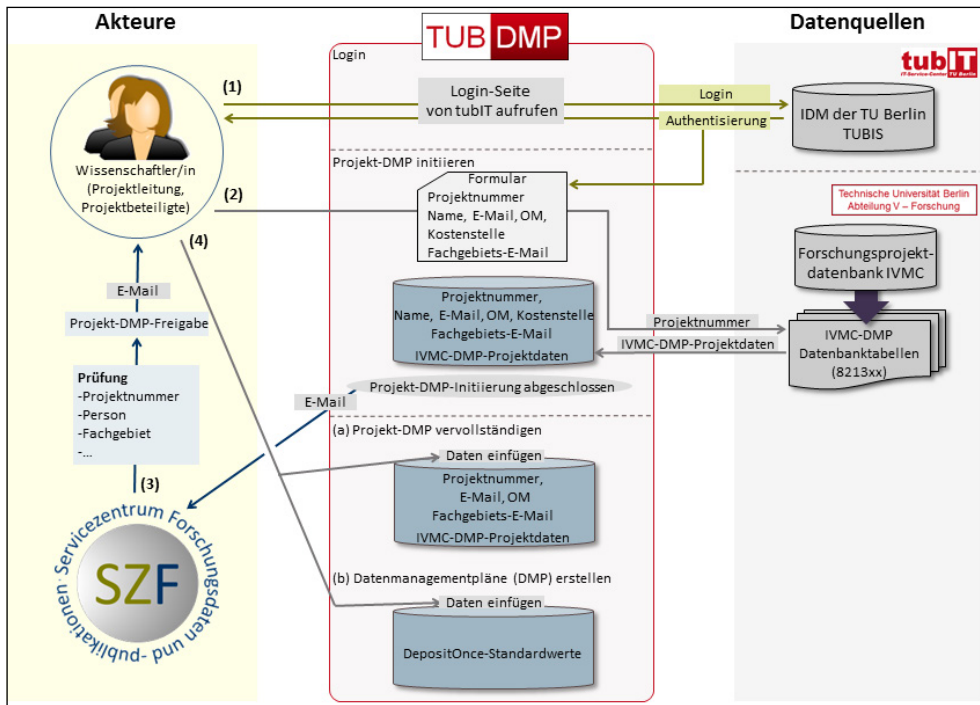 Akteure
TUB DMP
Datenquellen
Login
tubIT
IT-Service-Center TU Berlin
(1)
Login-Seite
von tubIT aufrufen
Login
Authentisierung
IDM der TU Berlin
TUBIS
Wissenschaftler/in
(Projektleitung,
Projektbeteiligte)
Projekt-DMP initiieren
(2)
Formular
Projektnummer
Name, E-Mail, OM,
Kostenstelle
Fachgebiets-E-Mail
Technische Universität Berlin
Abteilung V – Forschung
(4)
Forschungsprojekt-
datenbank IVMC
E-Mail
Projekt-DMP-Freigabe
Projektnummer,
Name, E-Mail, OM, Kostenstelle
Fachgebiets-E-Mail
IVMC-DMP-Projektdaten
Projektnummer
IVMC-DMP-Projektdaten
IVMC-DMP
Datenbanktabellen
(8213xx)
Prüfung
-Projektnummer
-Person
-Fachgebiet
-...
Projekt-DMP-Initiierung abgeschlossen
E-Mail
(a) Projekt-DMP vervollständigen
Daten einfügen
Projektnummer,
E-Mail, OM
Fachgebiets-E-Mail
IVMC-DMP-Projektdaten
(3)
Servicezentrum Forschungsdaten und -publikationen·
SZF
(b) Datenmanagementpläne (DMP) erstellen
Daten einfügen
DepositOnce-Standardwerte